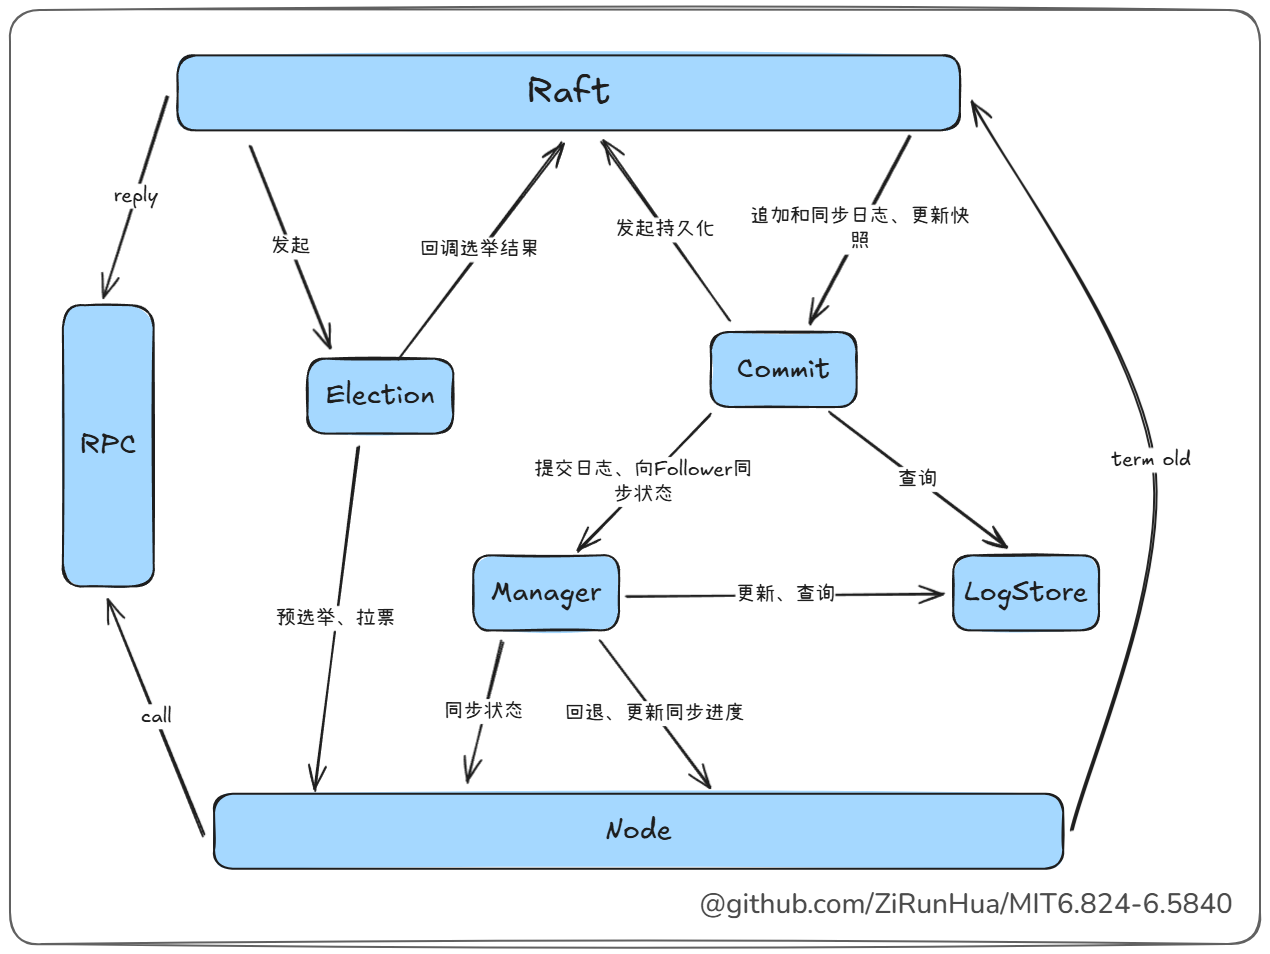 Raft
reply
发起
回调选举结果
发起持久化
追加和同步日志、更新快
照
RPC
Election
Commit
term old
提交日志、向Follower同
步状态
查询
Manager
更新、查询
LogStore
预选举、拉票
同步状态
回退、更新同步进度
call
Node
@github.com/ZiRunHua/MIT6.824-6.5840